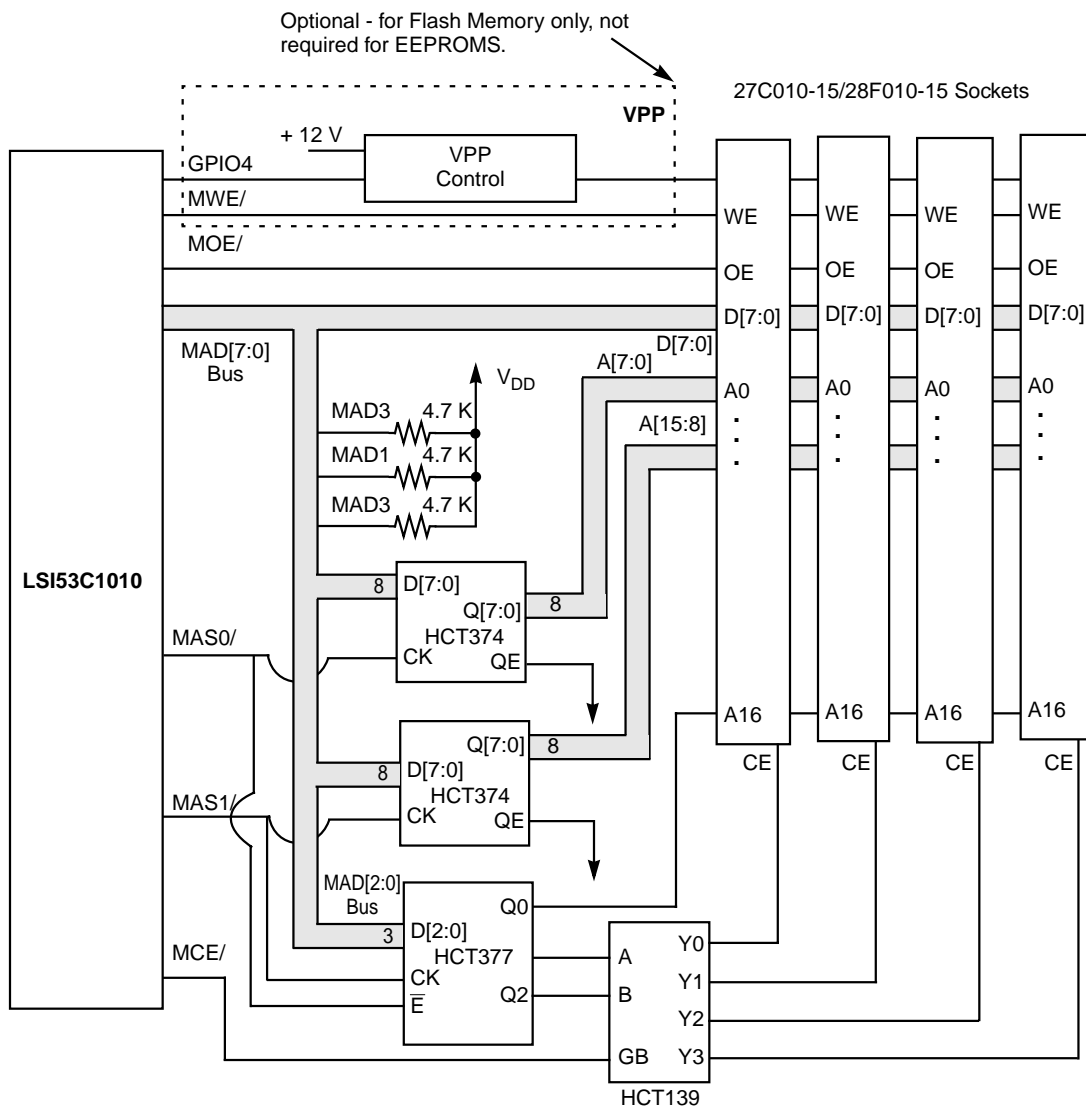 Optional - for Flash Memory only, not
required for EEPROMS.
27C010-15/28F010-15 Sockets
VPP
+ 12 V
VPP
Control
GPIO4
MWE/
MOE/
WE
WE
WE
WE
OE
OE
OE
OE
D[7:0]
D[7:0]
D[7:0]
D[7:0]
MAD[7:0]
Bus
D[7:0]
A[7:0]
VDD
A0
A0
A0
A0
MAD3
4.7 K
A[15:8]
MAD1
4.7 K
MAD3
4.7 K
LSI53C1010
8
D[7:0]
Q[7:0]
8
HCT374
CK
QE
MAS0/
A16
A16
A16
A16
Q[7:0]
8
8
D[7:0]
HCT374
CK
QE
CE
CE
CE
CE
MAS1/
MAD[2:0]
Bus
Q0
3
D[2:0]
HCT377
CK
Q2
E
MCE/
A
B
GB
Y0
Y1
Y2
Y3
HCT139